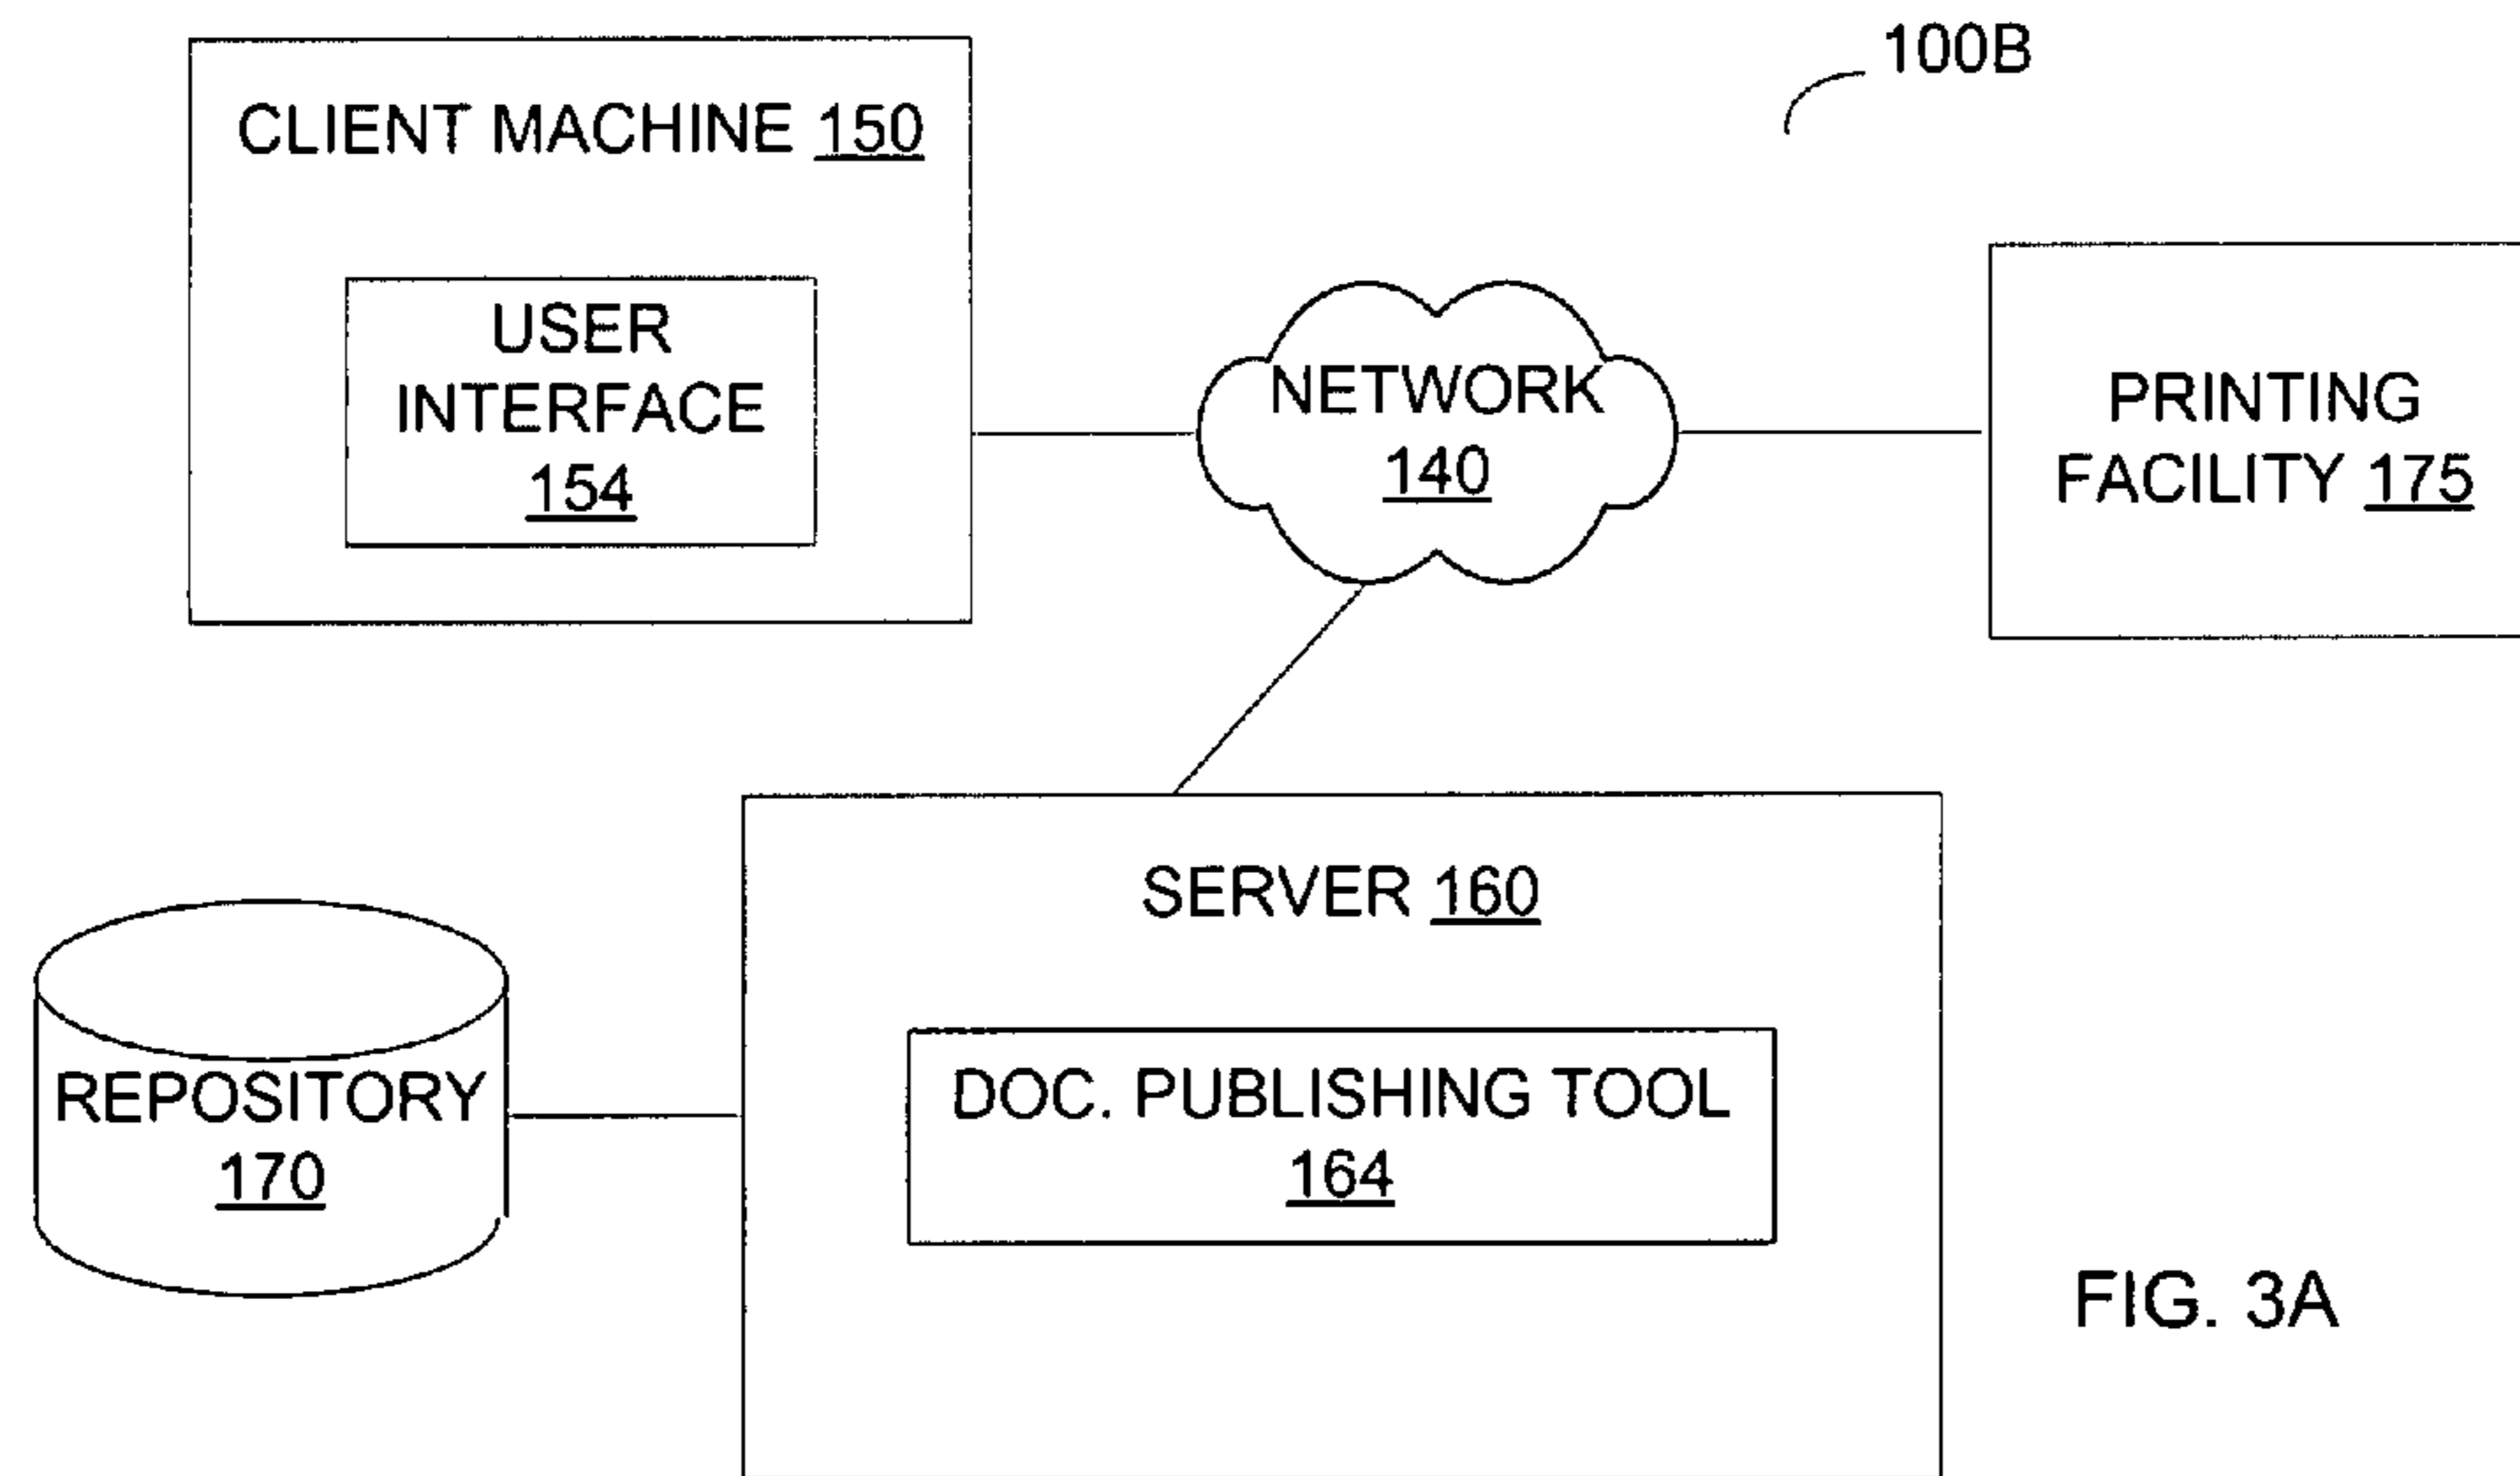 100B
CLIENT MACHINE 150
USER
INTERFACE
154
NETWORK
140
PRINTING
FACILITY 175
SERVER 160
DOC. PUBLISHING TOOL
164
REPOSITORY
170
FIG. 3A